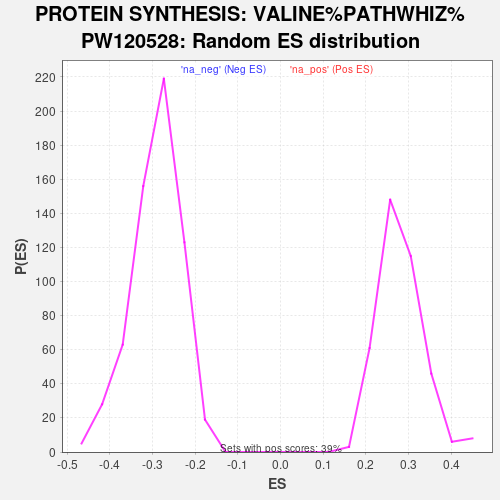 PROTEIN SYNTHESIS: VALINE%PATHWHIZ%
PW120528: Random ES distribution
'na_neg' (Neg ES) 'na_pos' (Pos ES)
220
200
180
160
140
120
100
80
60
40
20
0
P(ES)
Sets with pos scores: 39%
-0.5 -0.4 -0.3 -0.2 -0.1 0.0 0.1 0.2 0.3 0.4
ES